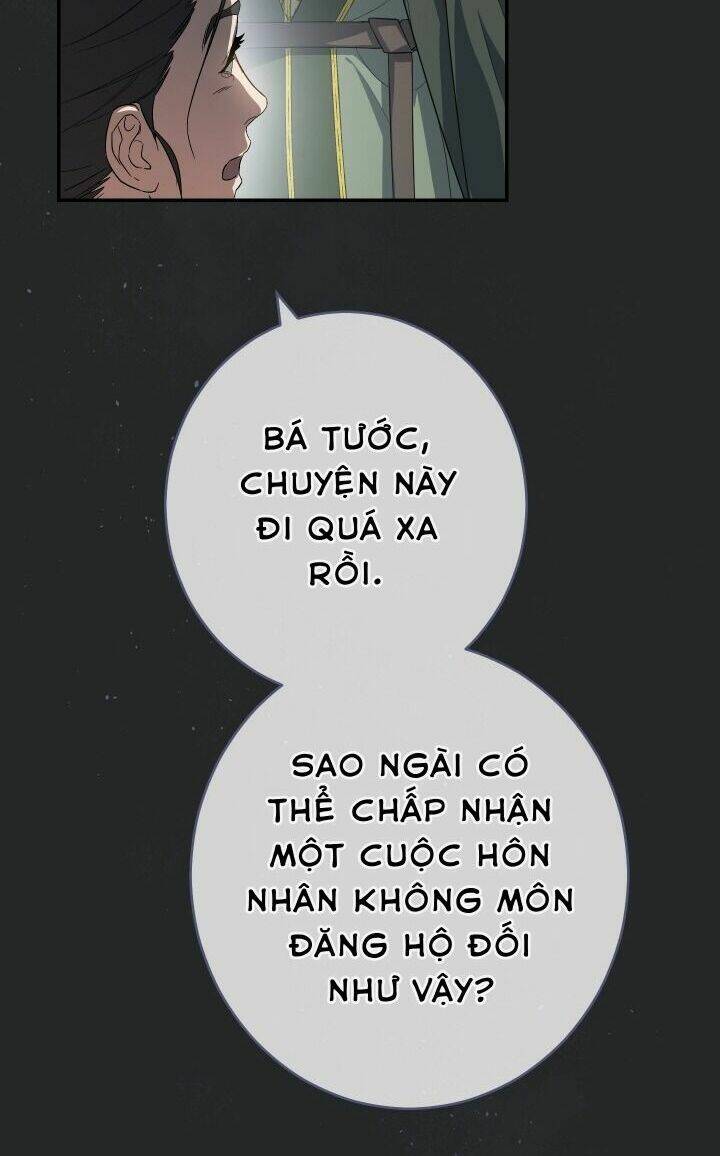 BÁ TƯỚC,
CHUYỆN NÀY
ĐI QUÁ XA
RỒI.
SAO NGÀI CÓ
THỂ CHẤP NHẬN
MỘT CUỘC HÔN
NHÂN KHÔNG MÔN
ĐĂNG HỘ ĐỐI
NHƯ VẬY?